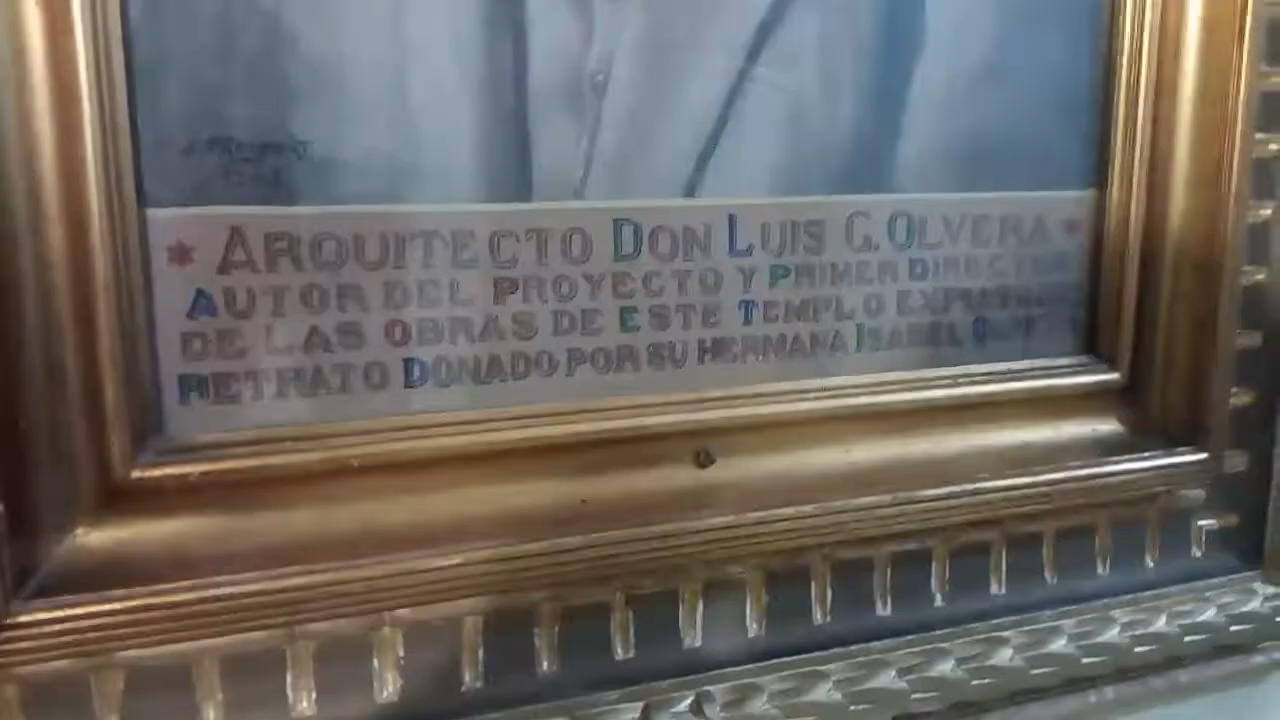 ARQUITECTO DON LUIS G. OLVERA
AUTOR DEL PROYECTO Y PRIMER DIRECTOR
DE LAS OBRAS DE ESTE TEMPLO
RETRATO DONADO POR SU HERMANA ISABEL